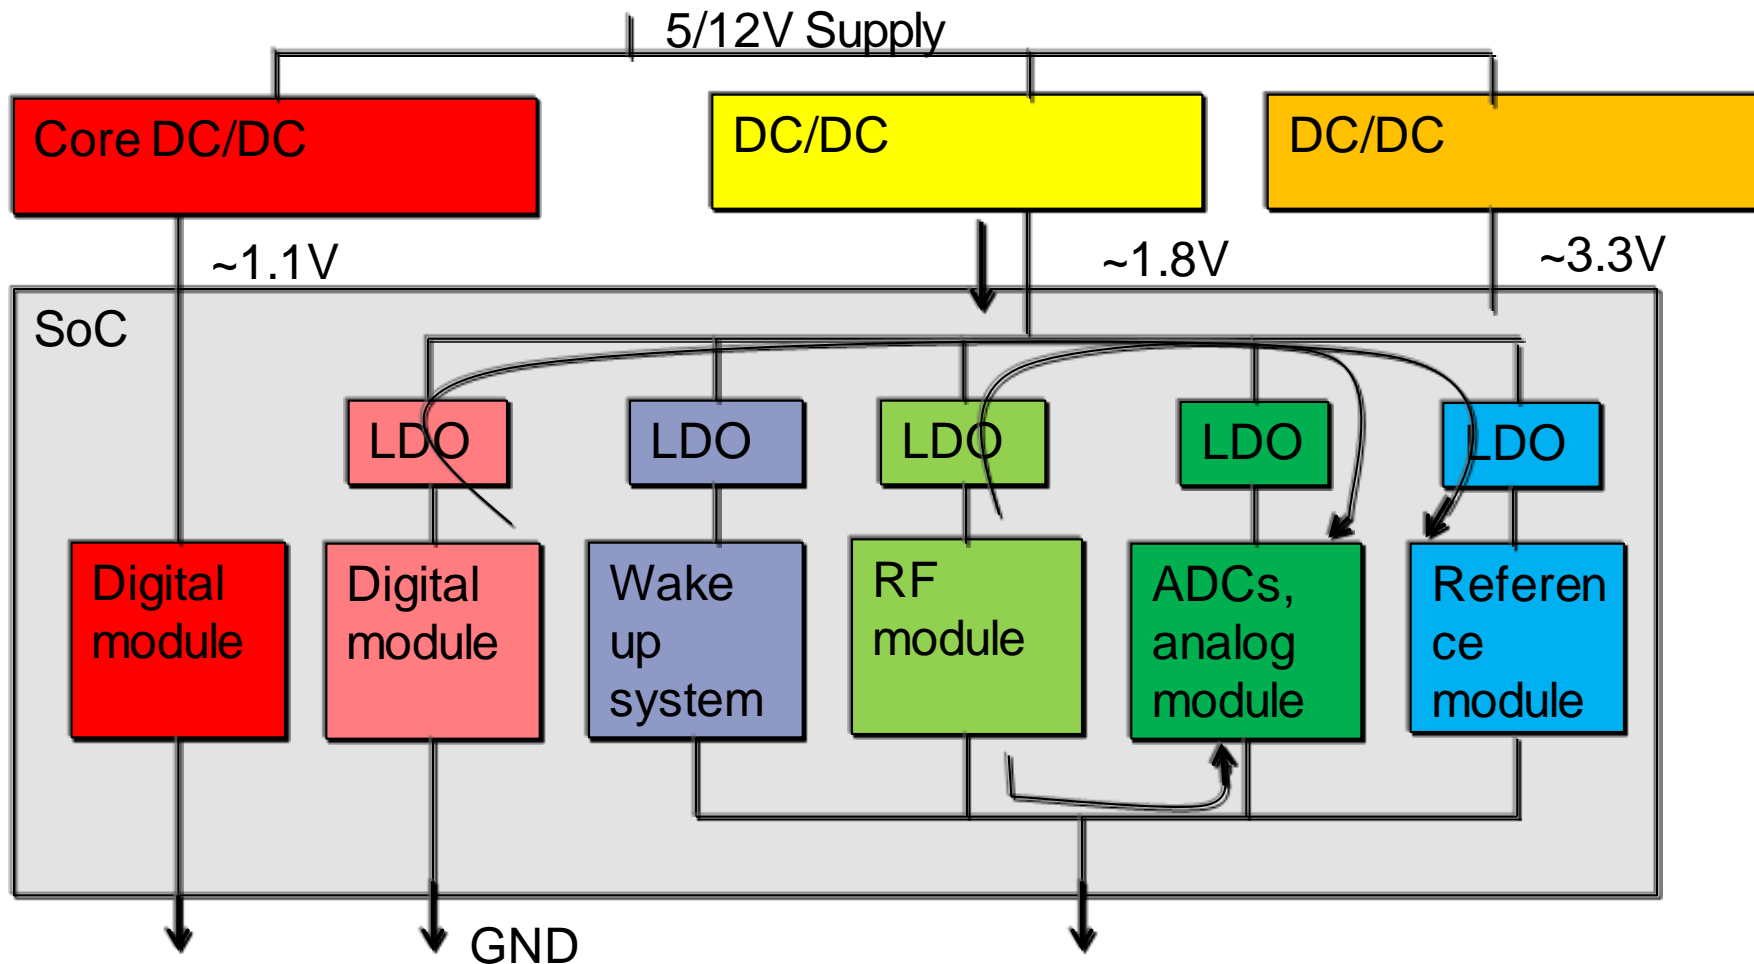 5/12V Supply
Core DC/DC
DC/DC
DC/DC
~1.1V
~1.8V
~3.3V
SoC
LDO
LDO
LDO
LDO
LDO
Digital
module
Digital
module
Wake
up
system
RF
module
ADCs,
analog
module
Referen
ce
module
GND